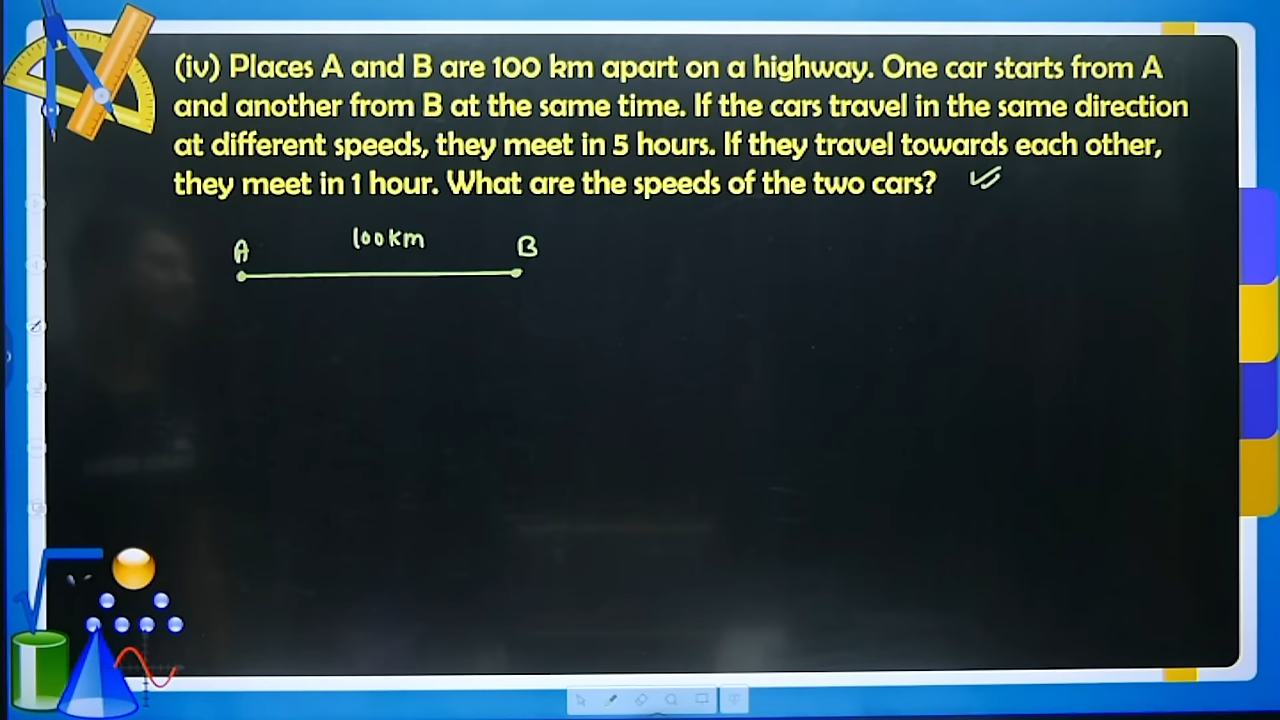 (iv) Places A and B are 100 km apart on a highway. One car starts from A
and another from B at the same time. If the cars travel in the same direction
at different speeds, they meet in 5 hours. If they travel towards each other,
they meet in 1 hour. What are the speeds of the two cars?
A 100km B